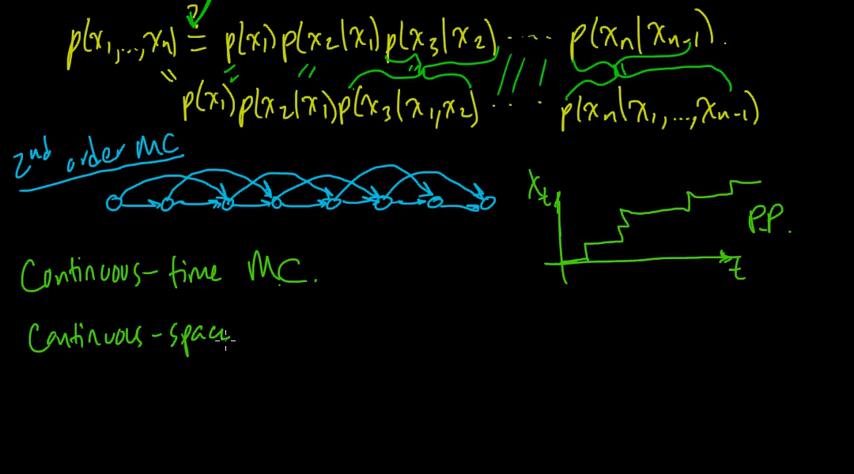 ?
p(x₁,...,xₙ) = p(x₁) p(x₂|x₁) p(x₃|x₂) ···· p(xₙ|xₙ₋₁).
p(x₁) p(x₂|x₁) p(x₃|x₁,x₂) ···· p(xₙ|x₁,...,xₙ₋₁)
2nd order MC
Xt
P.P.
t
Continuous-time MC.
Continuous-space